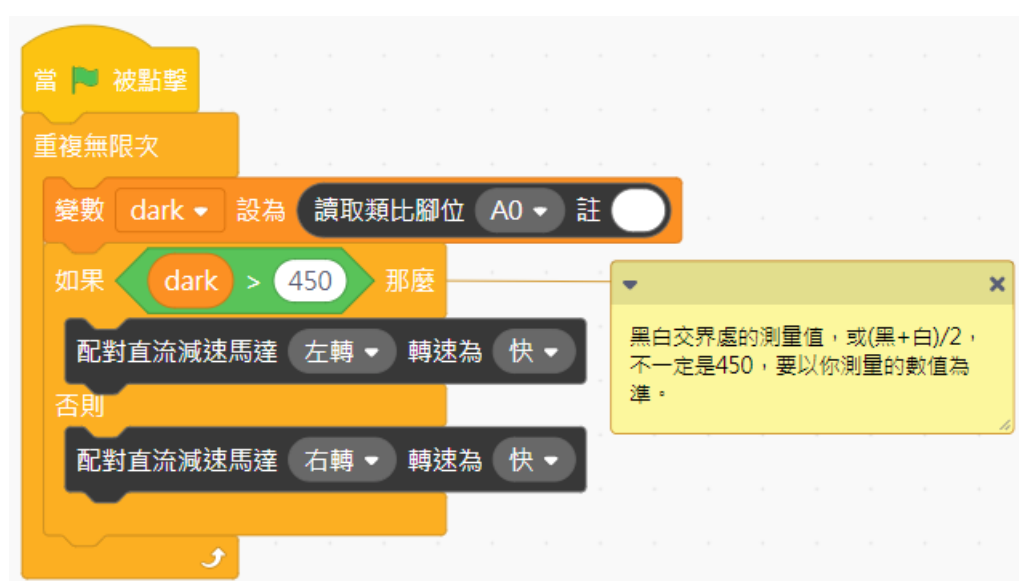 當 被點擊
重複無限次
變數 dark 設為 讀取類比腳位 A0 註
如果 dark > 450 那麼
黑白交界處的測量值，或(黑+白)/2，
不一定是450，要以你測量的數值為
準。
配對直流減速馬達 左轉 轉速為 快
否則
配對直流減速馬達 右轉 轉速為 快